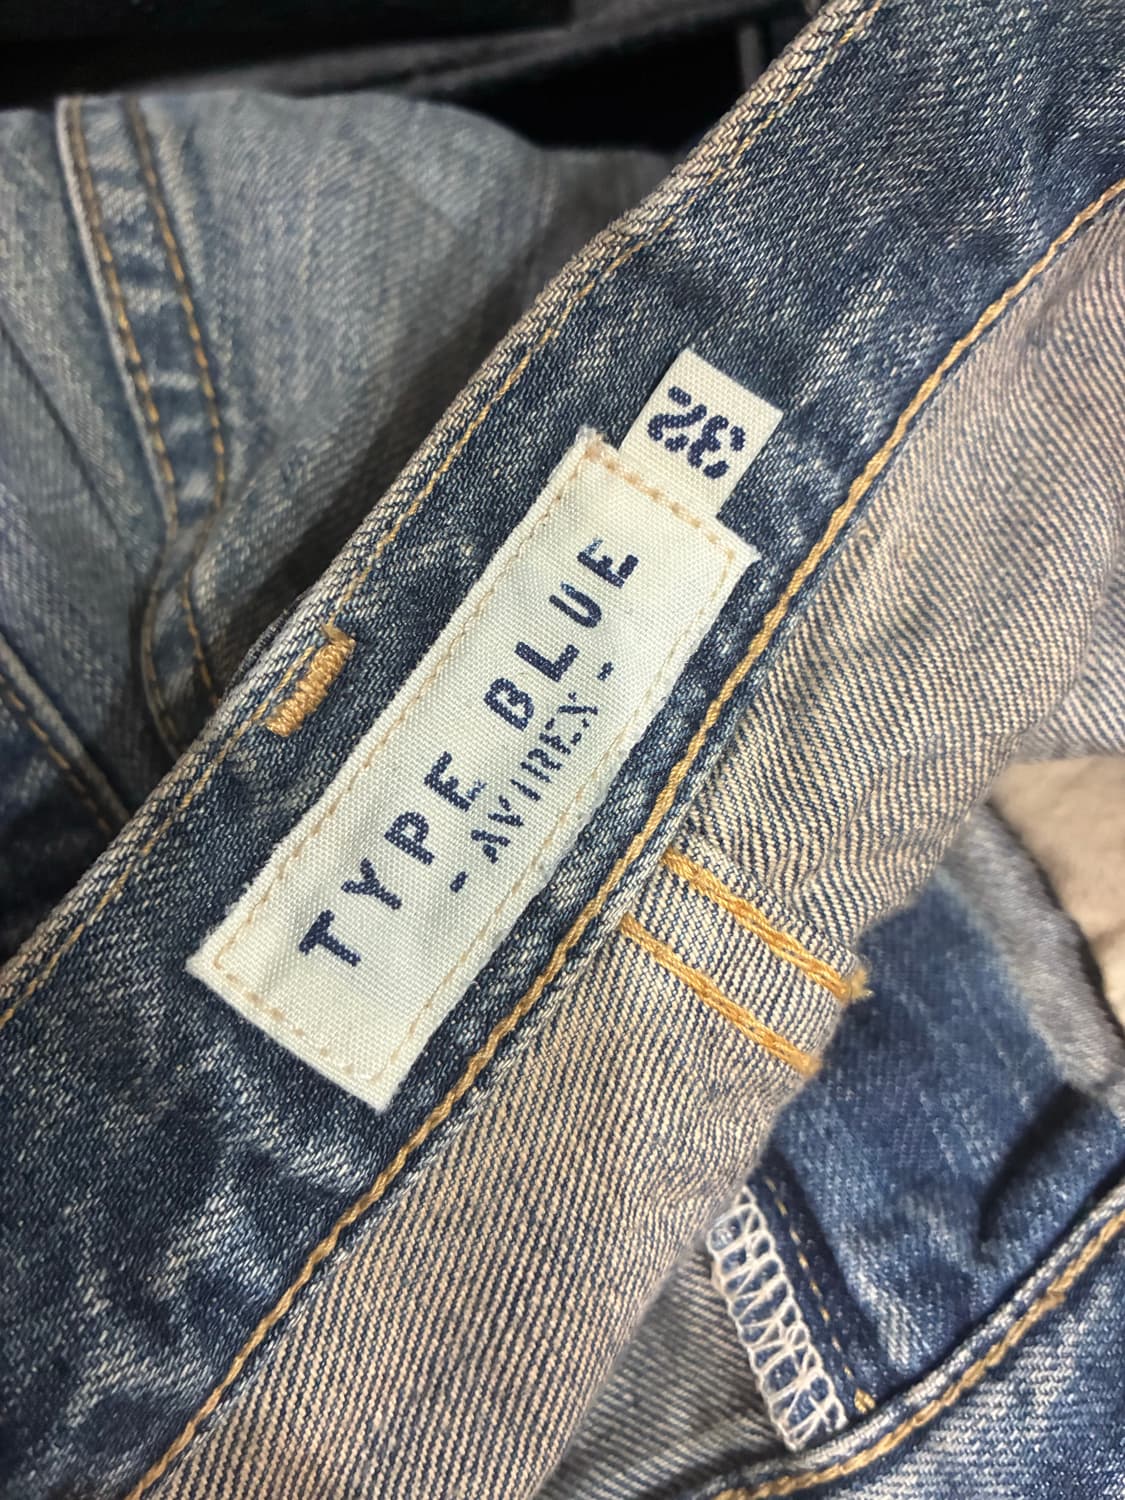 32
TYPE BLUE
-AVIREX-